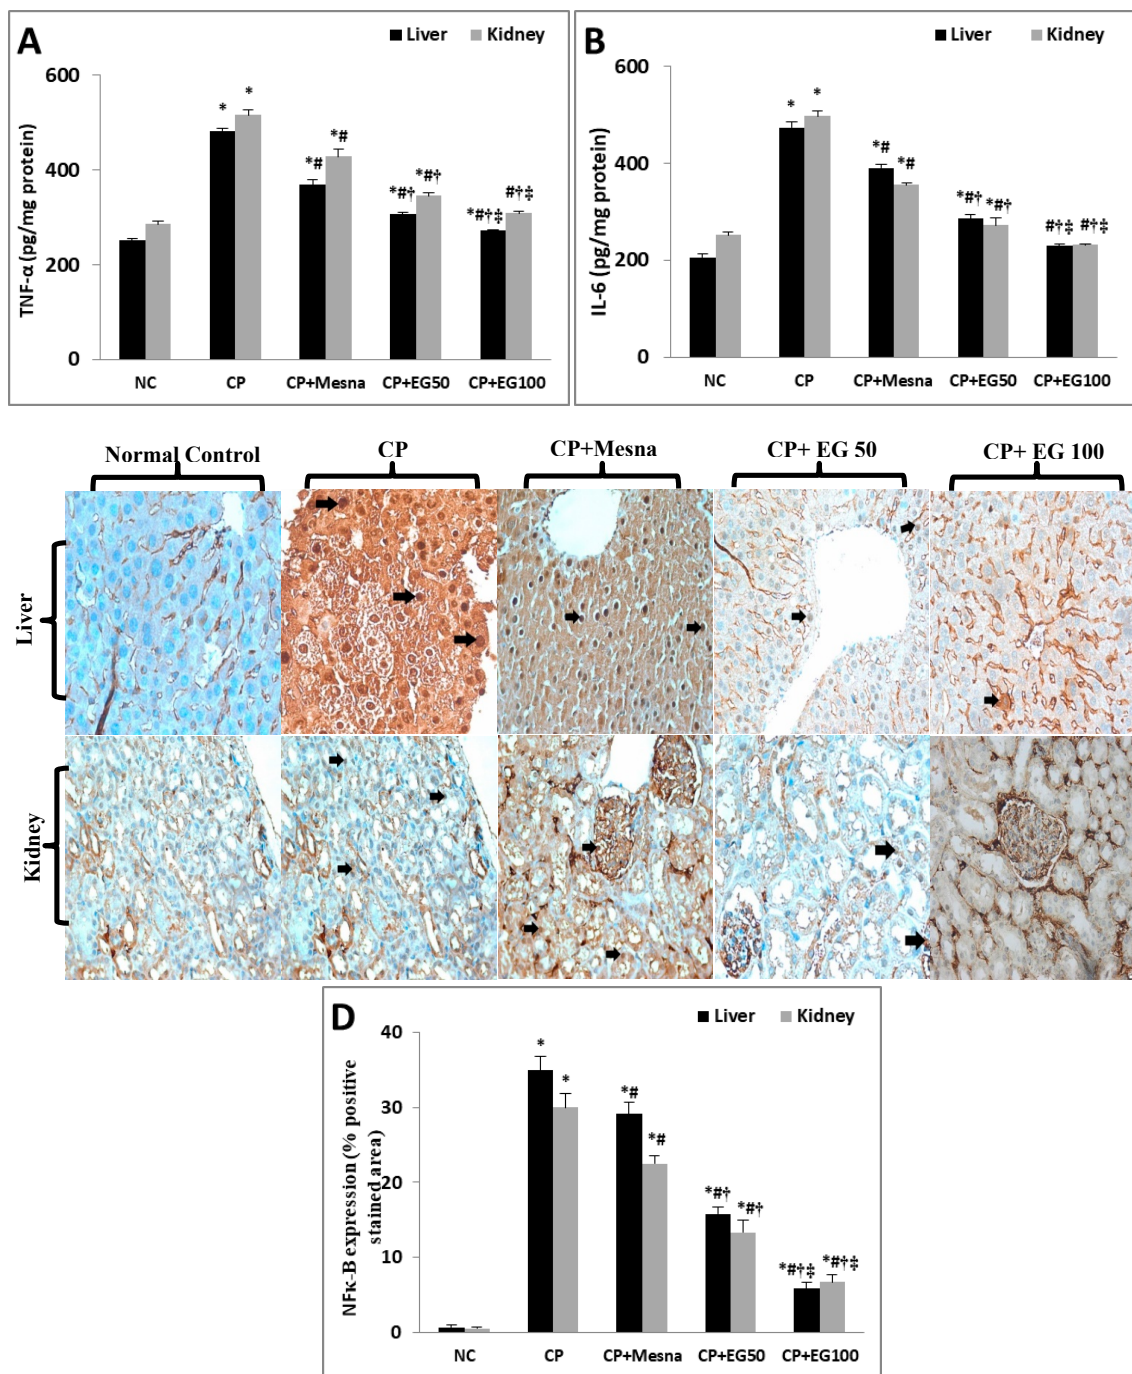 A
Liver Kidney
TNF-α (pg/mg protein)
600
400
200
0
* *
*# *#
*#† *#†
*#†‡ #†‡
NC CP CP+Mesna CP+EG50 CP+EG100
B
Liver Kidney
IL-6 (pg/mg protein)
600
400
200
0
* *
*# *#
*#† *#†
#†‡ #†‡
NC CP CP+Mesna CP+EG50 CP+EG100
Normal Control CP CP+Mesna CP+ EG 50 CP+ EG 100
Liver
Kidney
D
Liver Kidney
NFκ-B expression (% positive
stained area)
40
30
20
10
0
* *
*# *#
*#† *#†
*#†‡ *#†‡
NC CP CP+Mesna CP+EG50 CP+EG100